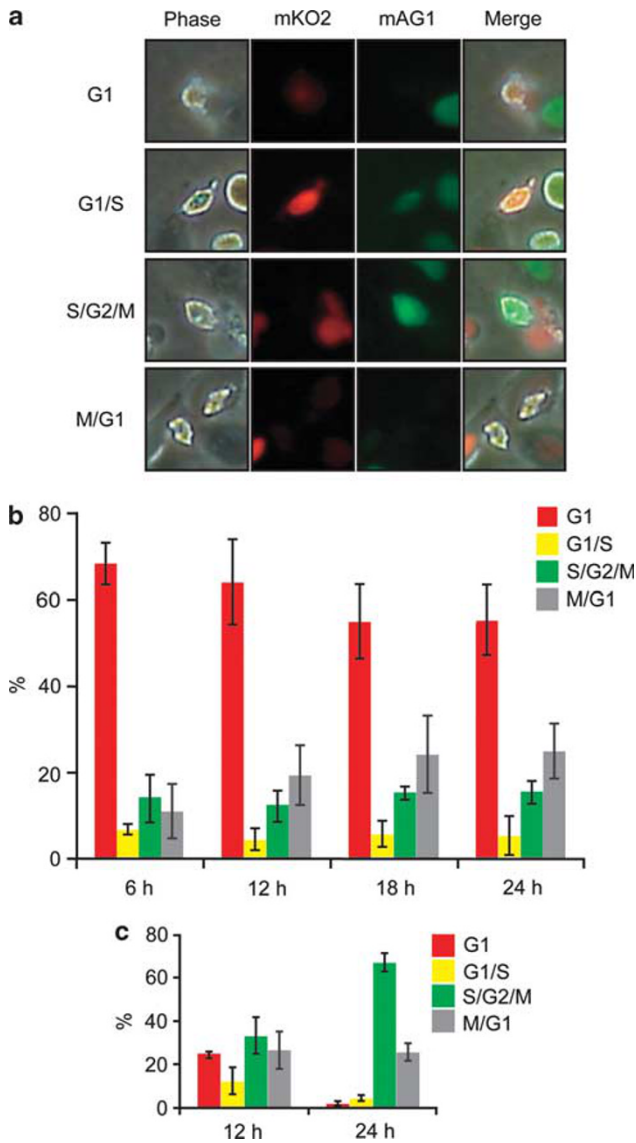 a
Phase mKO2 mAG1 Merge
G1
G1/S
S/G2/M
M/G1
b
80
60
40
20
0
%
G1
G1/S
S/G2/M
M/G1
6 h 12 h 18 h 24 h
c
80
60
40
20
0
%
G1
G1/S
S/G2/M
M/G1
12 h 24 h